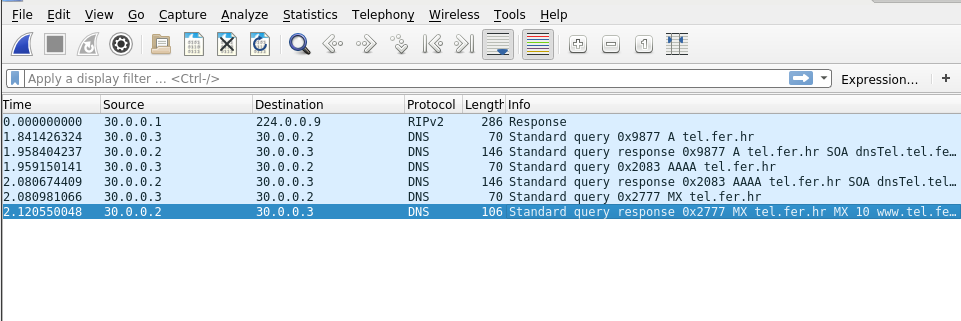 File Edit View Go Capture Analyze Statistics Telephony Wireless Tools Help
Apply a display filter … <Ctrl-/> Expression… +
Time Source Destination Protocol Length Info
0.000000000 30.0.0.1 224.0.0.9 RIPv2 286 Response
1.841426324 30.0.0.3 30.0.0.2 DNS 70 Standard query 0x9877 A tel.fer.hr
1.958404237 30.0.0.2 30.0.0.3 DNS 146 Standard query response 0x9877 A tel.fer.hr SOA dnsTel.tel.fe…
1.959150141 30.0.0.3 30.0.0.2 DNS 70 Standard query 0x2083 AAAA tel.fer.hr
2.080674409 30.0.0.2 30.0.0.3 DNS 146 Standard query response 0x2083 AAAA tel.fer.hr SOA dnsTel.tel…
2.080981066 30.0.0.3 30.0.0.2 DNS 70 Standard query 0x2777 MX tel.fer.hr
2.120550048 30.0.0.2 30.0.0.3 DNS 106 Standard query response 0x2777 MX tel.fer.hr MX 10 www.tel.fe…